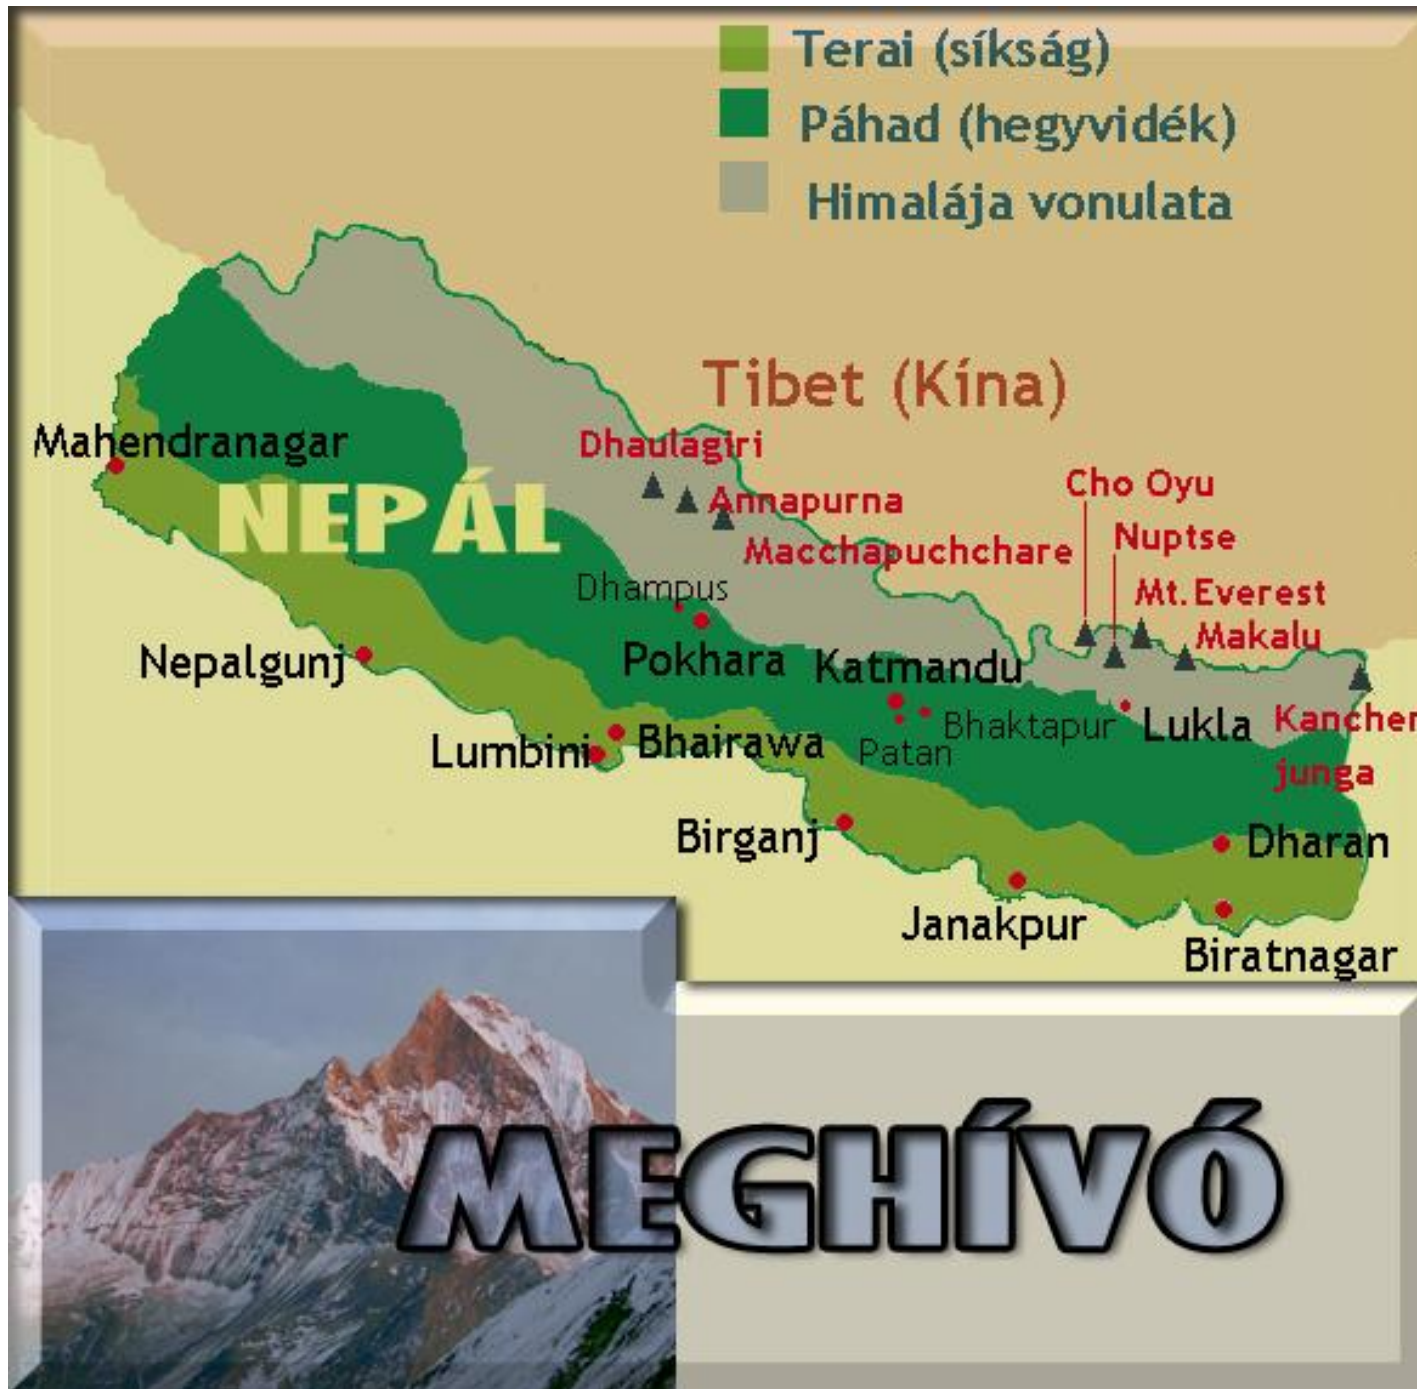 Terai (síkság)
Páhad (hegyvidék)
Himalája vonulata
Tibet (Kína)
Mahendranagar
Dhaulagiri
NEPÁL
Annapurna
Cho Oyu
Macchapuchchare
Nuptse
Dhampus
Mt.Everest
Makalu
Nepalgunj
Pokhara
Katmandu
Lumbini
Bhairawa
Patan
Bhaktapur
Lukla
Kanchen
junga
Birganj
Dharan
Janakpur
Biratnagar
MEGHÍVÓ